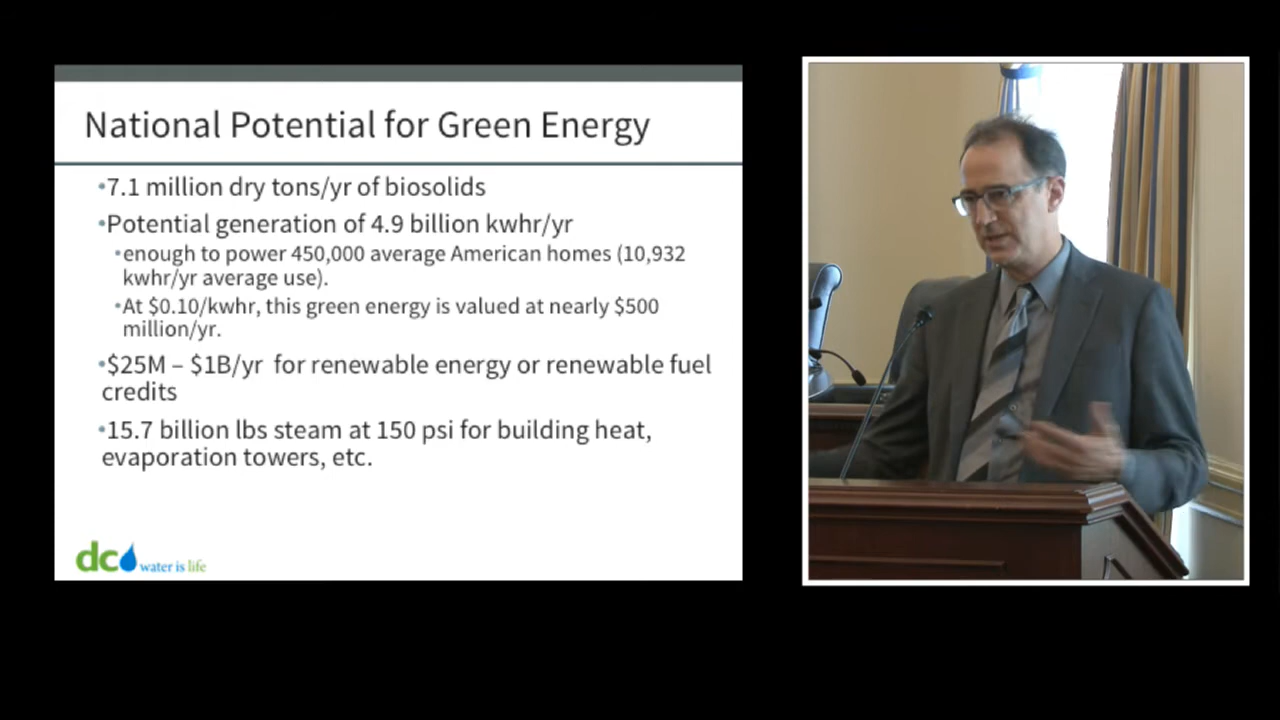 National Potential for Green Energy
•7.1 million dry tons/yr of biosolids
•Potential generation of 4.9 billion kwhr/yr
•enough to power 450,000 average American homes (10,932
kwhr/yr average use).
•At $0.10/kwhr, this green energy is valued at nearly $500
million/yr.
•$25M – $1B/yr for renewable energy or renewable fuel
credits
•15.7 billion lbs steam at 150 psi for building heat,
evaporation towers, etc.
dc water is life